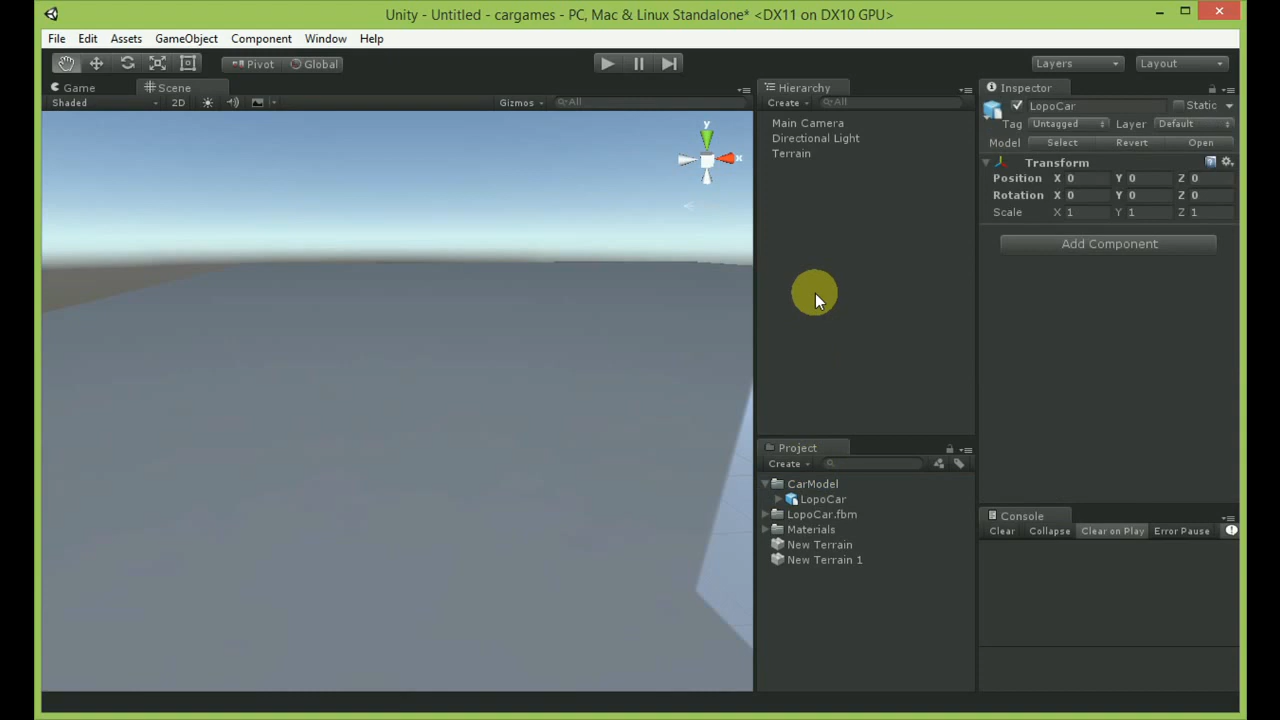 Unity - Untitled - cargames - PC, Mac & Linux Standalone* <DX11 on DX10 GPU>
File Edit Assets GameObject Component Window Help
Pivot Global Layers Layout
Game Scene
Shaded 2D Gizmos All
y
x
Hierarchy
Create All
Main Camera
Directional Light
Terrain
Project
Create
CarModel
LopoCar
LopoCar.fbm
Materials
New Terrain
New Terrain 1
Inspector
LopoCar Static
Tag Untagged Layer Default
Model Select Revert Open
Transform
Position X 0 Y 0 Z 0
Rotation X 0 Y 0 Z 0
Scale X 1 Y 1 Z 1
Add Component
Console
Clear Collapse Clear on Play Error Pause